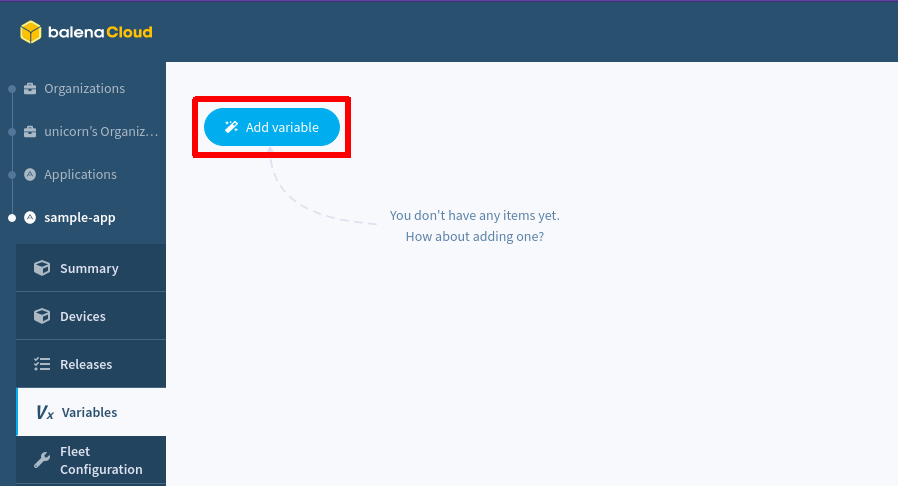 balenaCloud
Organizations
unicorn's Organiz...
Applications
sample-app
Summary
Devices
Releases
Vx Variables
Fleet
Configuration
Add variable
You don't have any items yet.
How about adding one?